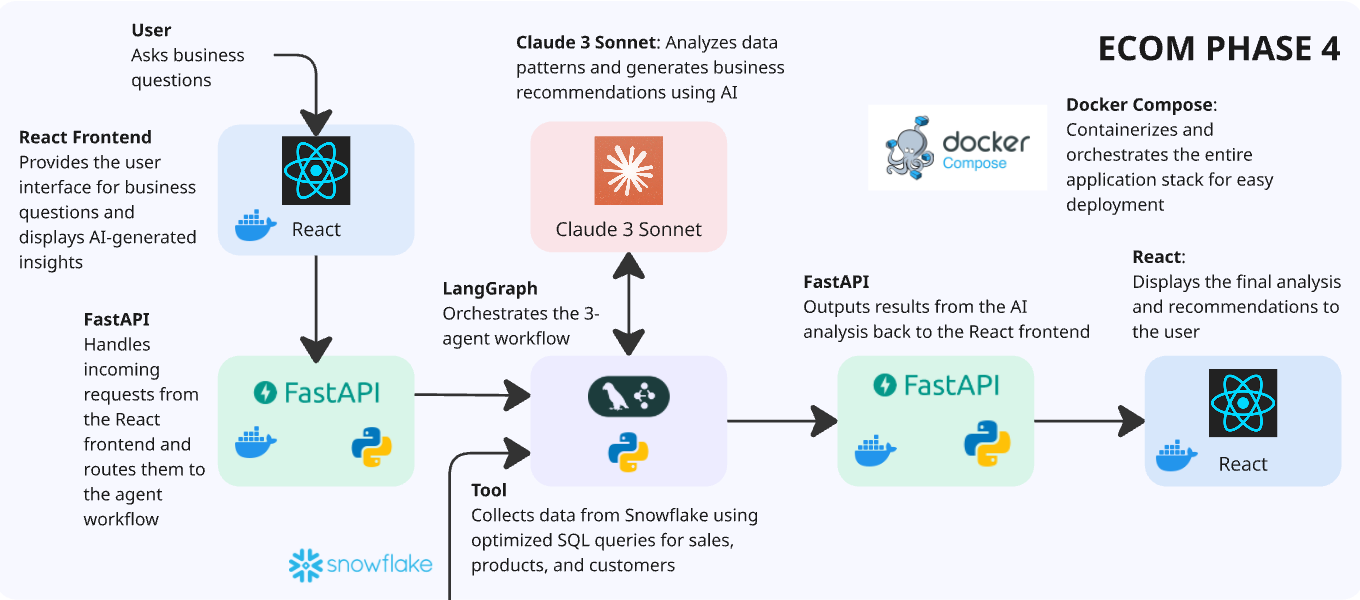 User
Asks business
questions
Claude 3 Sonnet: Analyzes data
patterns and generates business
recommendations using AI
ECOM PHASE 4
docker
Compose
Docker Compose:
Containerizes and
orchestrates the entire
application stack for easy
deployment
React Frontend
Provides the user
interface for business
questions and
displays AI-generated
insights
React
Claude 3 Sonnet
LangGraph
Orchestrates the 3-
agent workflow
FastAPI
Outputs results from the AI
analysis back to the React frontend
React:
Displays the final analysis
and recommendations to
the user
FastAPI
Handles
incoming
requests from
the React
frontend and
routes them to
the agent
workflow
FastAPI
FastAPI
React
Tool
Collects data from Snowflake using
optimized SQL queries for sales,
products, and customers
snowflake